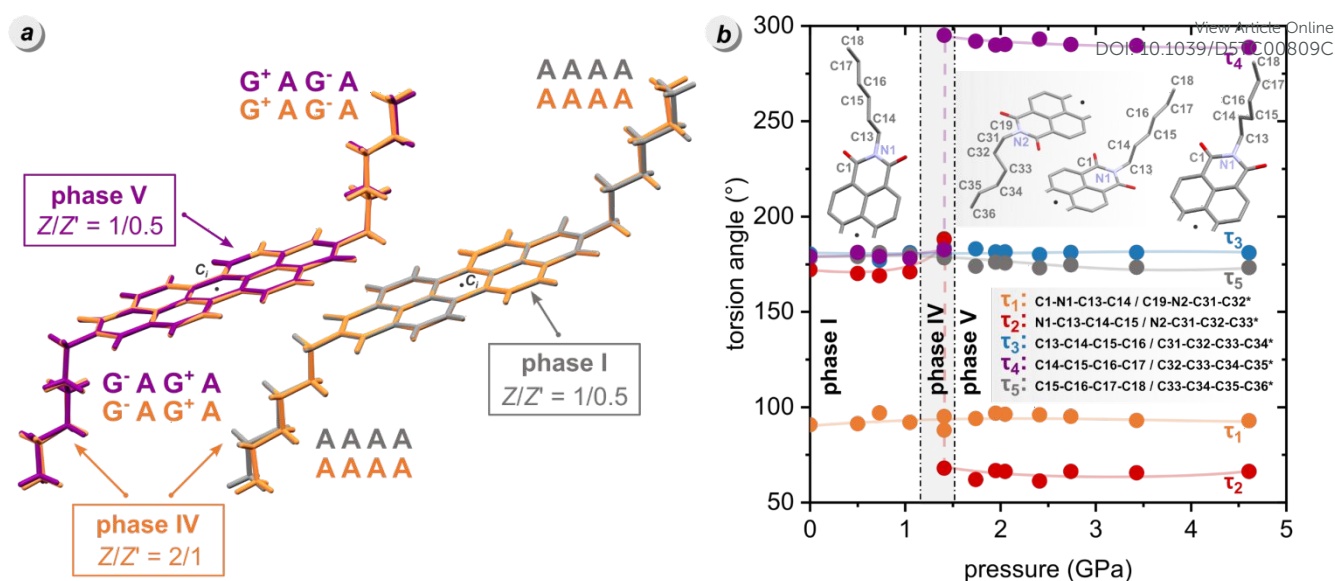 a
G⁺ A G⁻ A
G⁺ A G⁻ A
A A A A
A A A A
phase V
Z/Z' = 1/0.5
Cᵢ
Cᵢ
phase I
Z/Z' = 1/0.5
G⁻ A G⁺ A
G⁻ A G⁺ A
A A A A
A A A A
phase IV
Z/Z' = 2/1
b
View Article Online
DOI: 10.1039/D5TC00809C
torsion angle (°)
300
250
200
150
100
50
0
1
2
3
4
5
pressure (GPa)
phase I
phase IV
phase V
C18
C17
C16
C15
C14
C13
N1
C1
C19
C31
N2
C32
C33
C35
C34
C36
C18
C17
C16
C15
C14
C13
C1
N1
C18
C17
C16
C15
C14
C13
C1
N1
τ₄
τ₃
τ₅
τ₁
τ₂
τ₁ : C1-N1-C13-C14 / C19-N2-C31-C32*
τ₂ : N1-C13-C14-C15 / N2-C31-C32-C33*
τ₃ : C13-C14-C15-C16 / C31-C32-C33-C34*
τ₄ : C14-C15-C16-C17 / C32-C33-C34-C35*
τ₅ : C15-C16-C17-C18 / C33-C34-C35-C36*